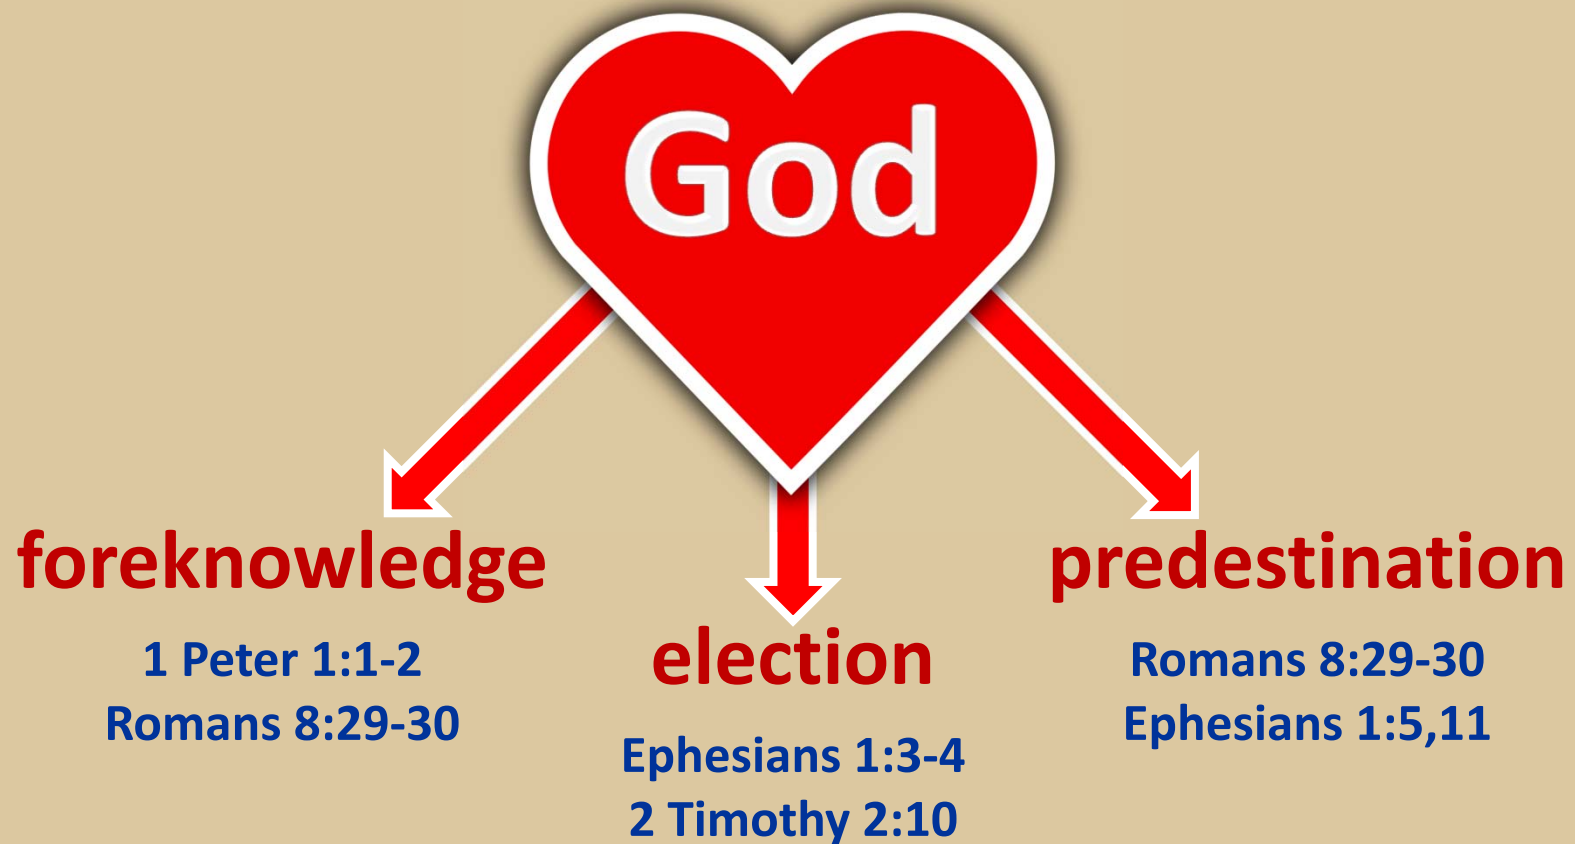 God
foreknowledge
1 Peter 1:1-2
Romans 8:29-30
election
Ephesians 1:3-4
2 Timothy 2:10
predestination
Romans 8:29-30
Ephesians 1:5,11